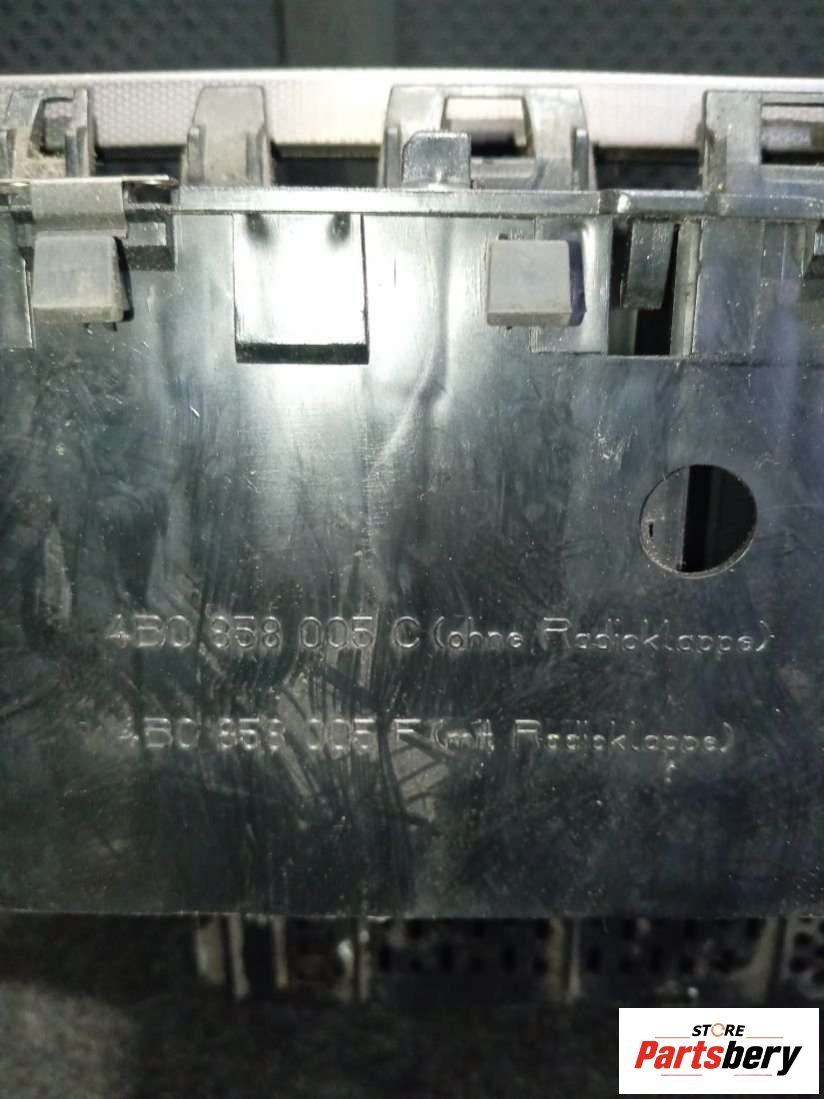 4B0 858 005 C (ohne Radioklappe)
4B0 858 005 F (mit Radioklappe)
STORE
Partsbery